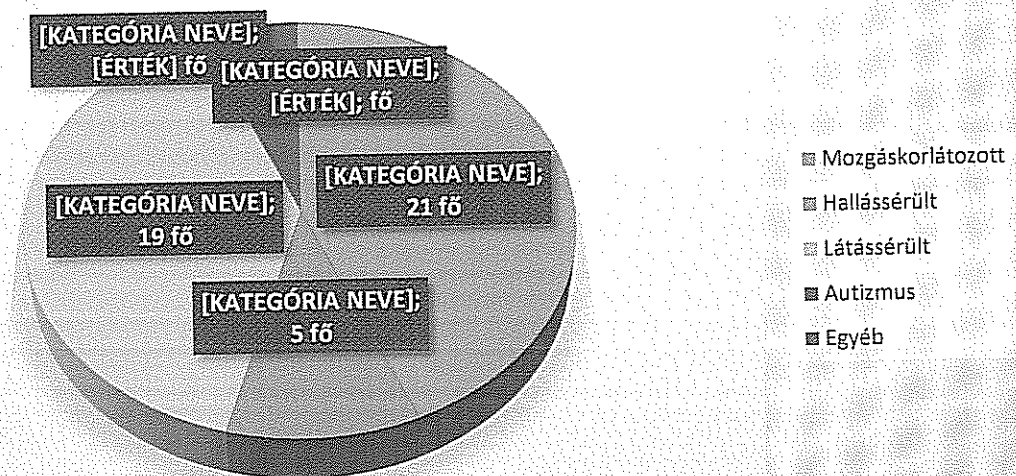 [KATEGÓRIA NEVE];
[ÉRTÉK] fő
[KATEGÓRIA NEVE];
[ÉRTÉK]; fő
[KATEGÓRIA NEVE];
21 fő
[KATEGÓRIA NEVE];
19 fő
[KATEGÓRIA NEVE];
5 fő
Mozgáskorlátozott
Hallássérült
Látássérült
Autizmus
Egyéb